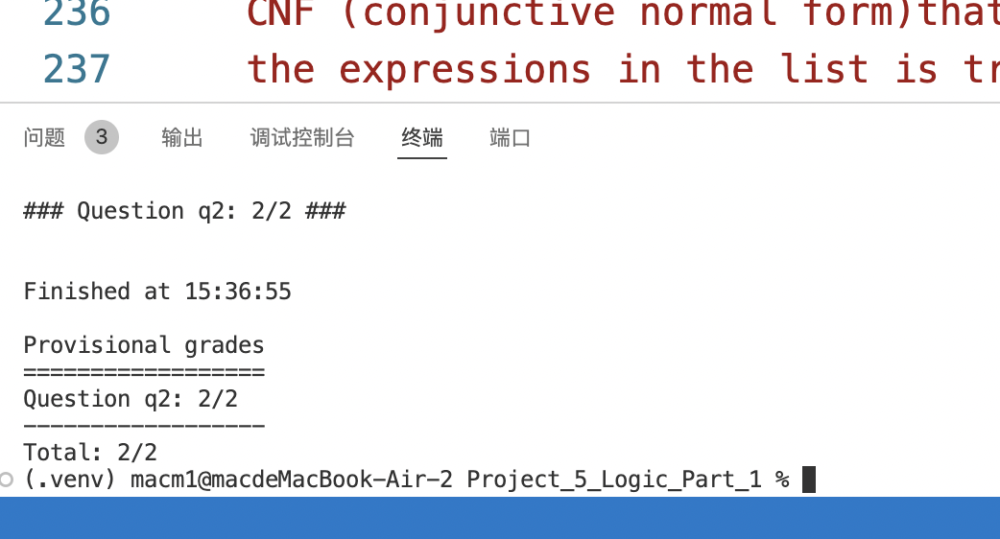 236 CNF (conjunctive normal form)that
237 the expressions in the list is tr
问题 3 输出 调试控制台 终端 端口
### Question q2: 2/2 ###
Finished at 15:36:55
Provisional grades
==================
Question q2: 2/2
------------------
Total: 2/2
(.venv) macm1@macdeMacBook-Air-2 Project_5_Logic_Part_1 %